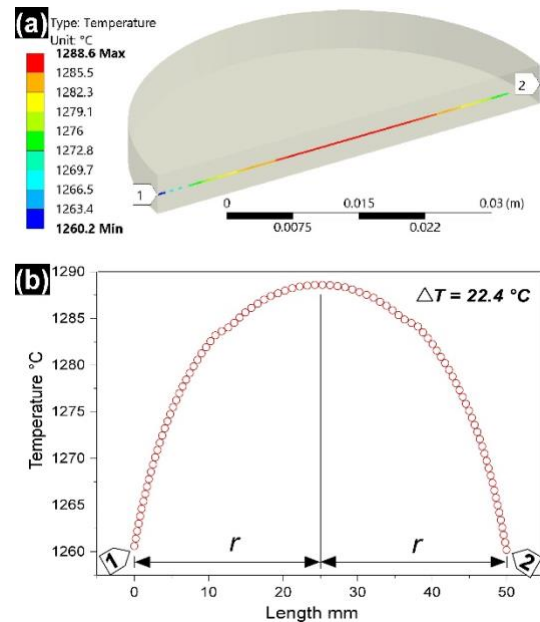 (a)
Type: Temperature
Unit: °C
1288.6 Max
1285.5
1282.3
1279.1
1276
1272.8
1269.7
1266.5
1263.4
1260.2 Min
1
2
0 0.015 0.03 (m)
0.0075 0.022
(b)
△T = 22.4 °C
Temperature °C
1290
1285
1280
1275
1270
1265
1260
1
r
r
2
0 10 20 30 40 50
Length mm